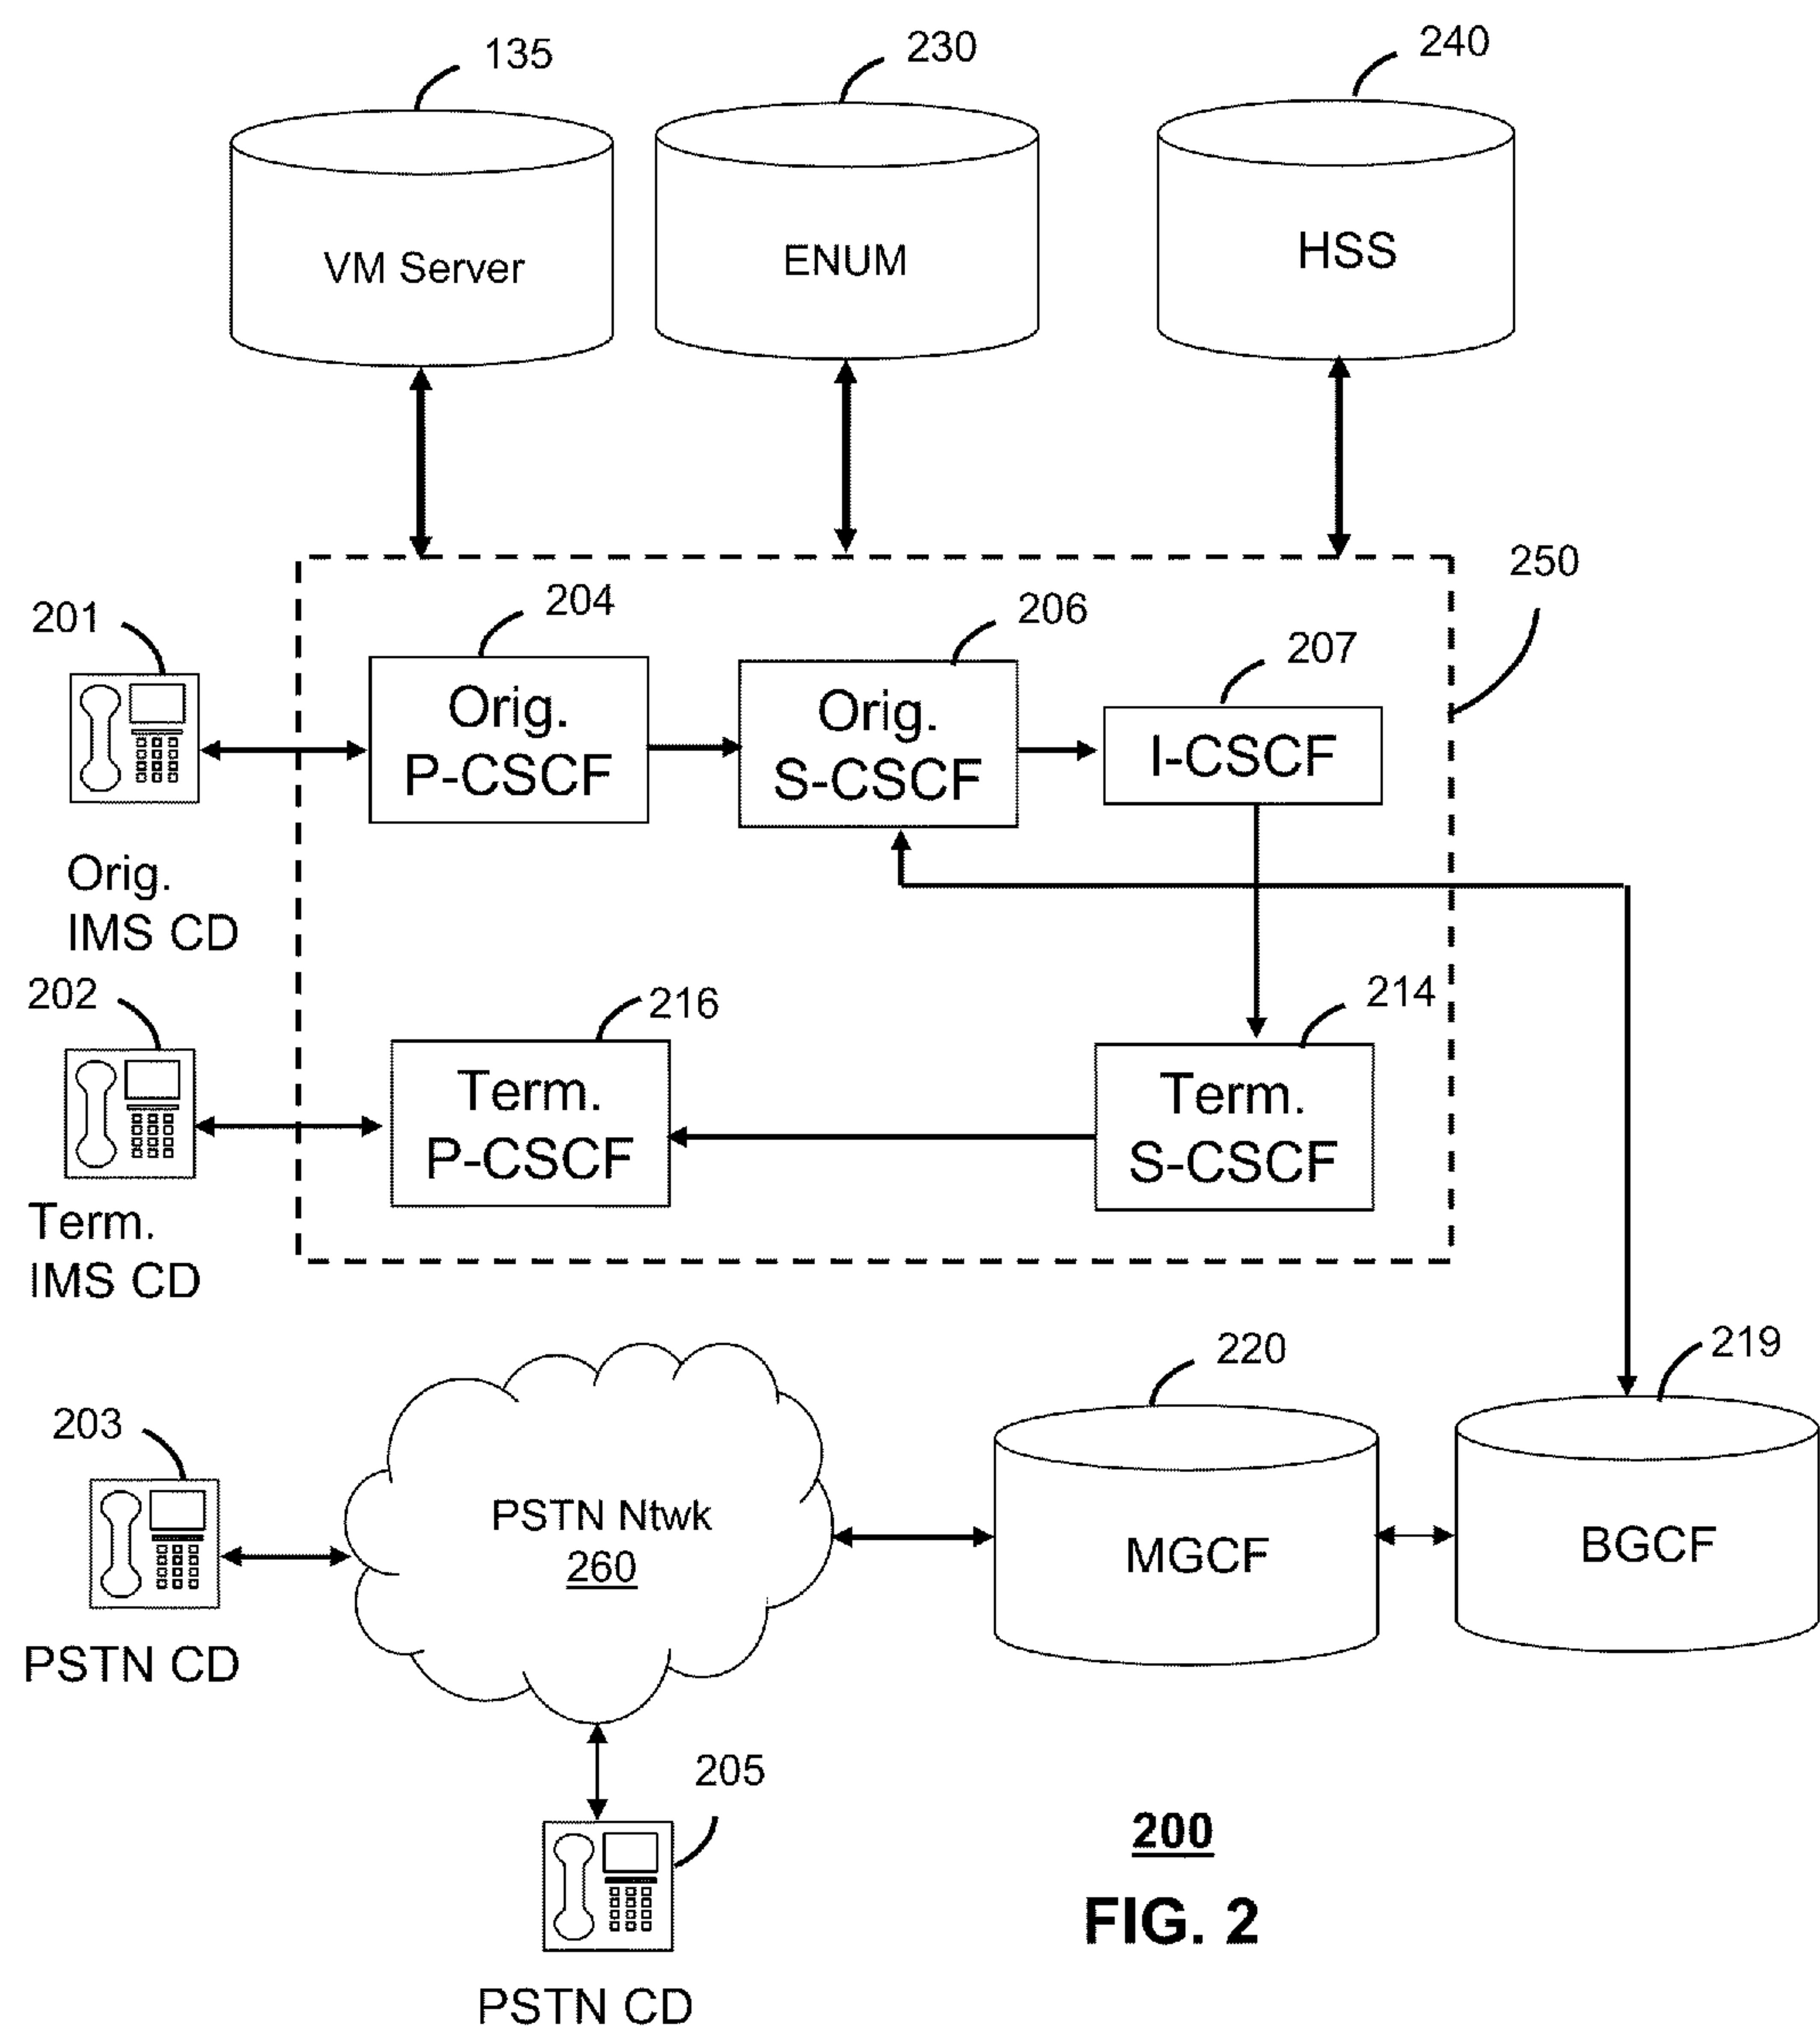 135
230
240
VM Server
ENUM
HSS
250
201
204
206
207
Orig.
P-CSCF
Orig.
S-CSCF
I-CSCF
Orig.
IMS CD
202
216
214
Term.
P-CSCF
Term.
S-CSCF
Term.
IMS CD
220
219
203
PSTN Ntwk
260
MGCF
BGCF
PSTN CD
205
200
FIG. 2
PSTN CD